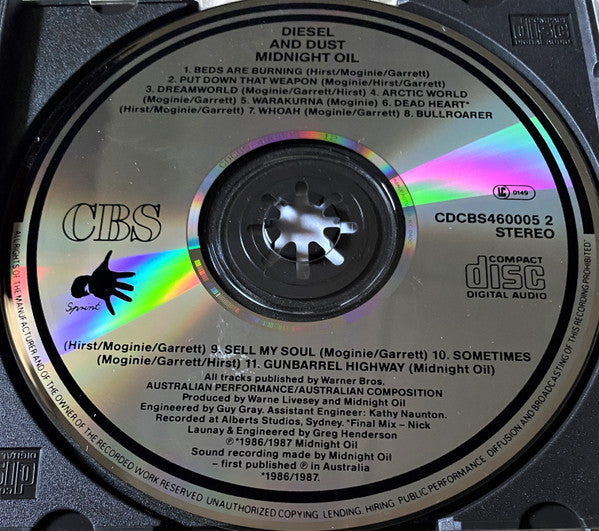 DIESEL
AND DUST
MIDNIGHT OIL
1. BEDS ARE BURNING (Hirst/Moginie/Garrett)
2. PUT DOWN THAT WEAPON (Moginie/Hirst/Garrett)
3. DREAMWORLD (Moginie/Garrett/Hirst) 4. ARCTIC WORLD
(Moginie/Garrett) 5. WARAKURNA (Moginie) 6. DEAD HEART*
(Hirst/Moginie/Garrett) 7. WHOAH (Moginie/Garrett) 8. BULLROARER
LC 0149
CDCBS460005 2
STEREO
CBS
Sprint
COMPACT
disc
DIGITAL AUDIO
(Hirst/Moginie/Garrett) 9. SELL MY SOUL (Moginie/Garrett) 10. SOMETIMES
(Moginie/Garrett/Hirst) 11. GUNBARREL HIGHWAY (Midnight Oil)
All tracks published by Warner Bros.
AUSTRALIAN PERFORMANCE/AUSTRALIAN COMPOSITION
Produced by Warne Livesey and Midnight Oil
Engineered by Guy Gray. Assistant Engineer: Kathy Naunton.
Recorded at Alberts Studios, Sydney. *Final Mix – Nick
Launay & Engineered by Greg Henderson
℗*1986/1987 Midnight Oil
Sound recording made by Midnight Oil
– first published ℗ in Australia
*1986/1987.
ALL RIGHTS OF THE MANUFACTURER AND OF THE OWNER OF THE RECORDED WORK RESERVED. UNAUTHORIZED COPYING, LENDING, HIRING, PUBLIC PERFORMANCE, DIFFUSION AND BROADCASTING OF THIS RECORDING PROHIBITED